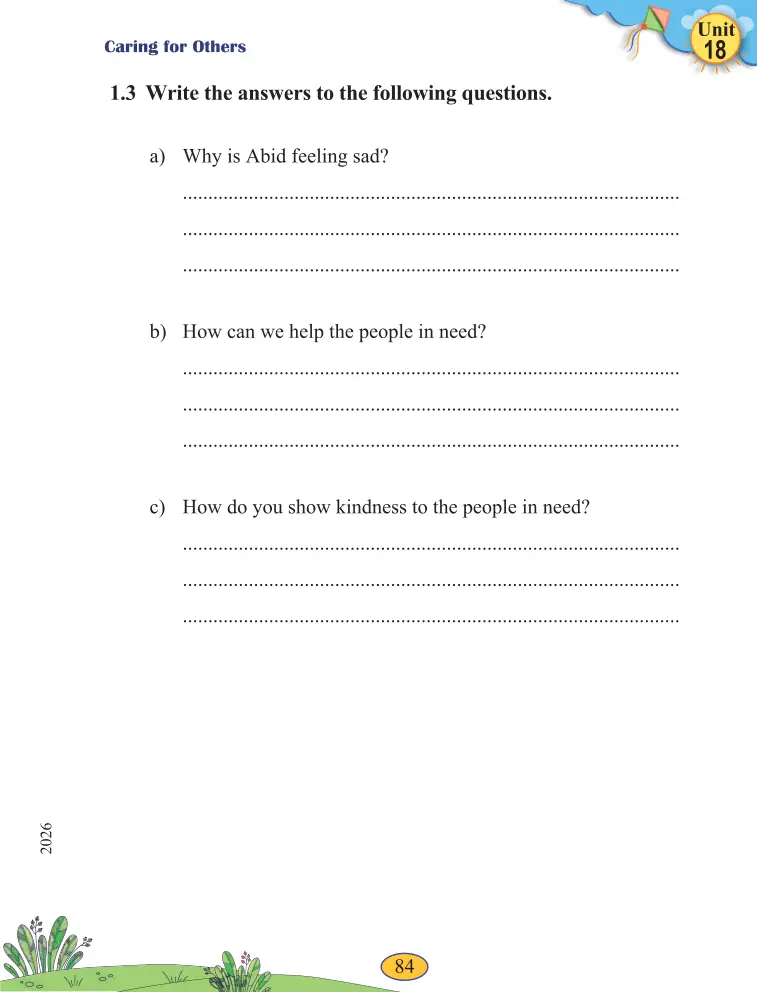 Caring for Others
Unit
18
1.3 Write the answers to the following questions.
a) Why is Abid feeling sad?
..................................................................................................
..................................................................................................
..................................................................................................
b) How can we help the people in need?
..................................................................................................
..................................................................................................
..................................................................................................
c) How do you show kindness to the people in need?
..................................................................................................
..................................................................................................
..................................................................................................
2026
84